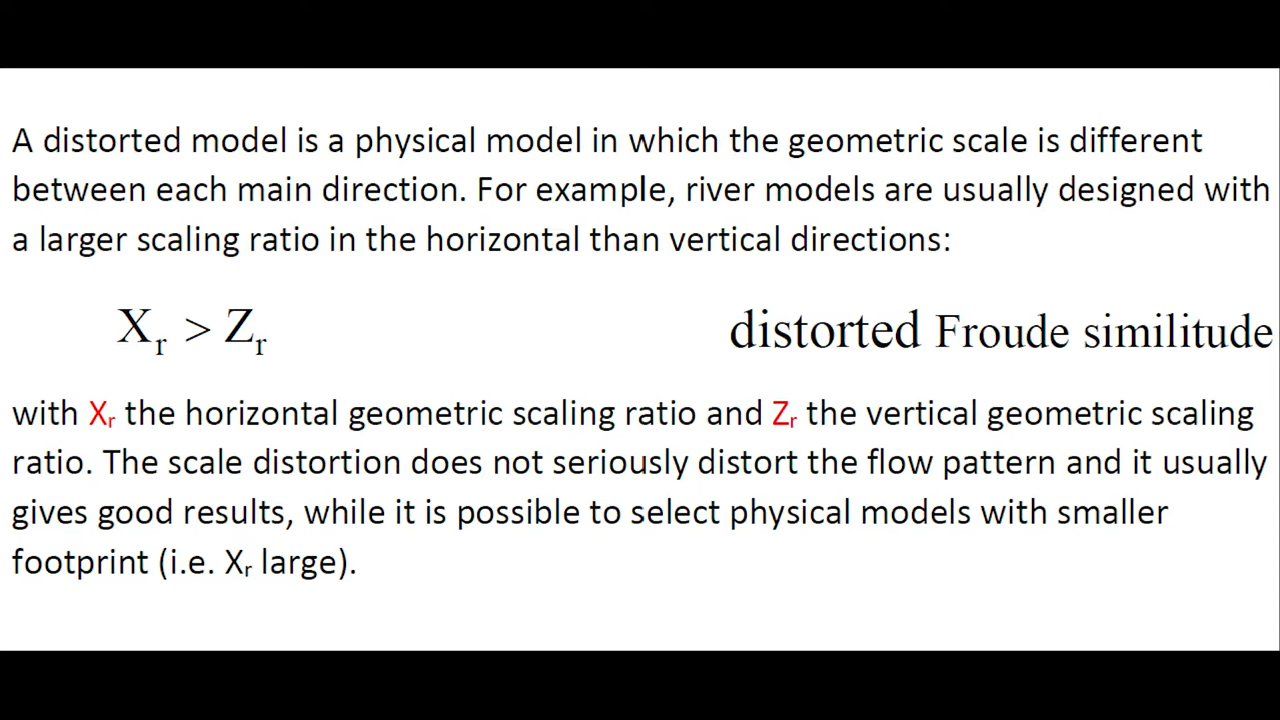 A distorted model is a physical model in which the geometric scale is different
between each main direction. For example, river models are usually designed with
a larger scaling ratio in the horizontal than vertical directions:
Xr > Zr distorted Froude similitude
with Xr the horizontal geometric scaling ratio and Zr the vertical geometric scaling
ratio. The scale distortion does not seriously distort the flow pattern and it usually
gives good results, while it is possible to select physical models with smaller
footprint (i.e. Xr large).